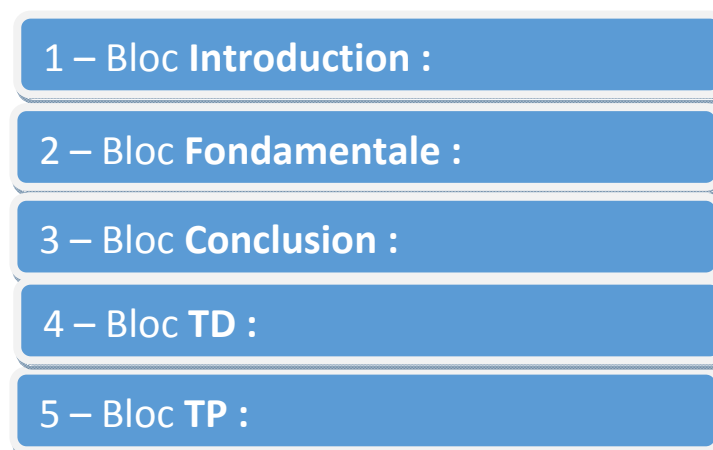 1 – Bloc Introduction :
2 – Bloc Fondamentale :
3 – Bloc Conclusion :
4 – Bloc TD :
5 – Bloc TP :